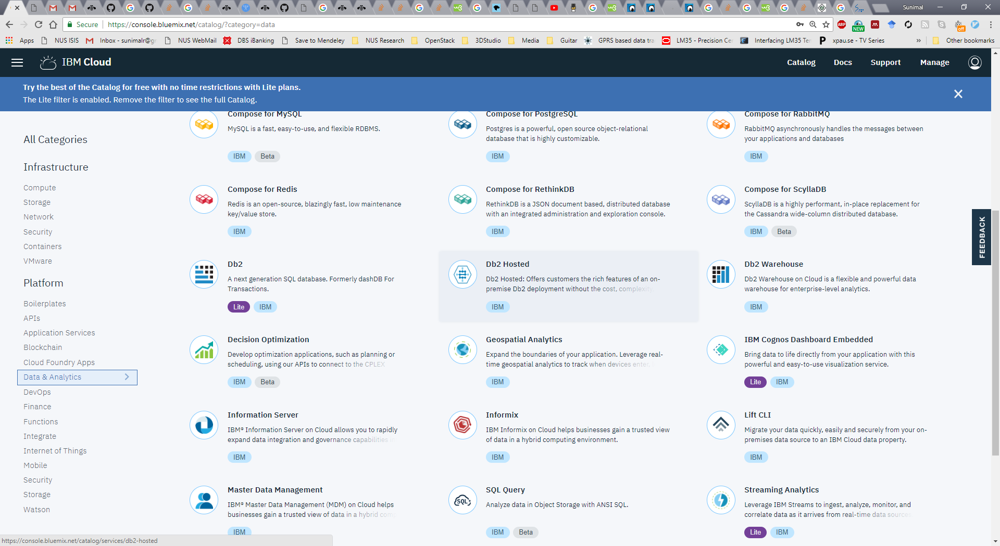 Sunimal
Secure
https://console.bluemix.net/catalog/?category=data
ABP
NEW
off
Apps
NUS ISIS
Inbox - sunimalr@gr
NUS WebMail
DBS iBanking
Save to Mendeley
NUS Research
OpenStack
3DStudio
Media
Guitar
GPRS based data tra
LM35 - Precision Ce
Interfacing LM35 Ten
xpau.se - TV Series
»
Other bookmarks
IBM Cloud
Catalog
Docs
Support
Manage
Try the best of the Catalog for free with no time restrictions with Lite plans.
The Lite filter is enabled. Remove the filter to see the full Catalog.
All Categories
Infrastructure
Compute
Storage
Network
Security
Containers
VMware
Platform
Boilerplates
APIs
Application Services
Blockchain
Cloud Foundry Apps
Data & Analytics
DevOps
Finance
Functions
Integrate
Internet of Things
Mobile
Security
Storage
Watson
Compose for MySQL
MySQL is a fast, easy-to-use, and flexible RDBMS.
IBM
Beta
Compose for PostgreSQL
Postgres is a powerful, open source object-relational
database that is highly customizable.
IBM
Compose for RabbitMQ
RabbitMQ asynchronously handles the messages between
your applications and databases
IBM
Compose for Redis
Redis is an open-source, blazingly fast, low maintenance
key/value store.
IBM
Compose for RethinkDB
RethinkDB is a JSON document based, distributed database
with an integrated administration and exploration console.
IBM
Compose for ScyllaDB
ScyllaDB is a highly performant, in-place replacement for
the Cassandra wide-column distributed database.
IBM
Beta
Db2
A next generation SQL database. Formerly dashDB For
Transactions.
Lite
IBM
Db2 Hosted
Db2 Hosted: Offers customers the rich features of an on-
premise Db2 deployment without the cost, complexity
IBM
Db2 Warehouse
Db2 Warehouse on Cloud is a flexible and powerful data
warehouse for enterprise-level analytics.
IBM
Decision Optimization
Develop optimization applications, such as planning or
scheduling, using our APIs to connect to the CPLEX
IBM
Beta
Geospatial Analytics
Expand the boundaries of your application. Leverage real-
time geospatial analytics to track when devices enter,
IBM
IBM Cognos Dashboard Embedded
Bring data to life directly from your application with this
powerful and easy-to-use visualization service.
Lite
IBM
Information Server
IBM® Information Server on Cloud allows you to rapidly
expand data integration and governance capabilities in
IBM
Informix
IBM Informix on Cloud helps businesses gain a trusted view
of data in a hybrid computing environment.
IBM
Lift CLI
Migrate your data quickly, easily and securely from your on-
premises data source to an IBM Cloud data property.
IBM
Master Data Management
IBM® Master Data Management (MDM) on Cloud helps
businesses gain a trusted view of data in a hybrid comp
IBM
SQL
SQL Query
Analyze data in Object Storage with ANSI SQL.
IBM
Beta
Streaming Analytics
Leverage IBM Streams to ingest, analyze, monitor, and
correlate data as it arrives from real-time data sources
Lite
IBM
FEEDBACK
https://console.bluemix.net/catalog/services/db2-hosted